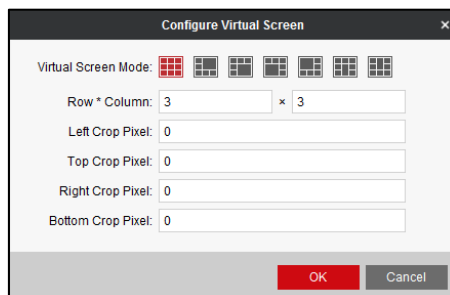 Configure Virtual Screen ×
Virtual Screen Mode:
Row * Column: 3 × 3
Left Crop Pixel: 0
Top Crop Pixel: 0
Right Crop Pixel: 0
Bottom Crop Pixel: 0
OK Cancel